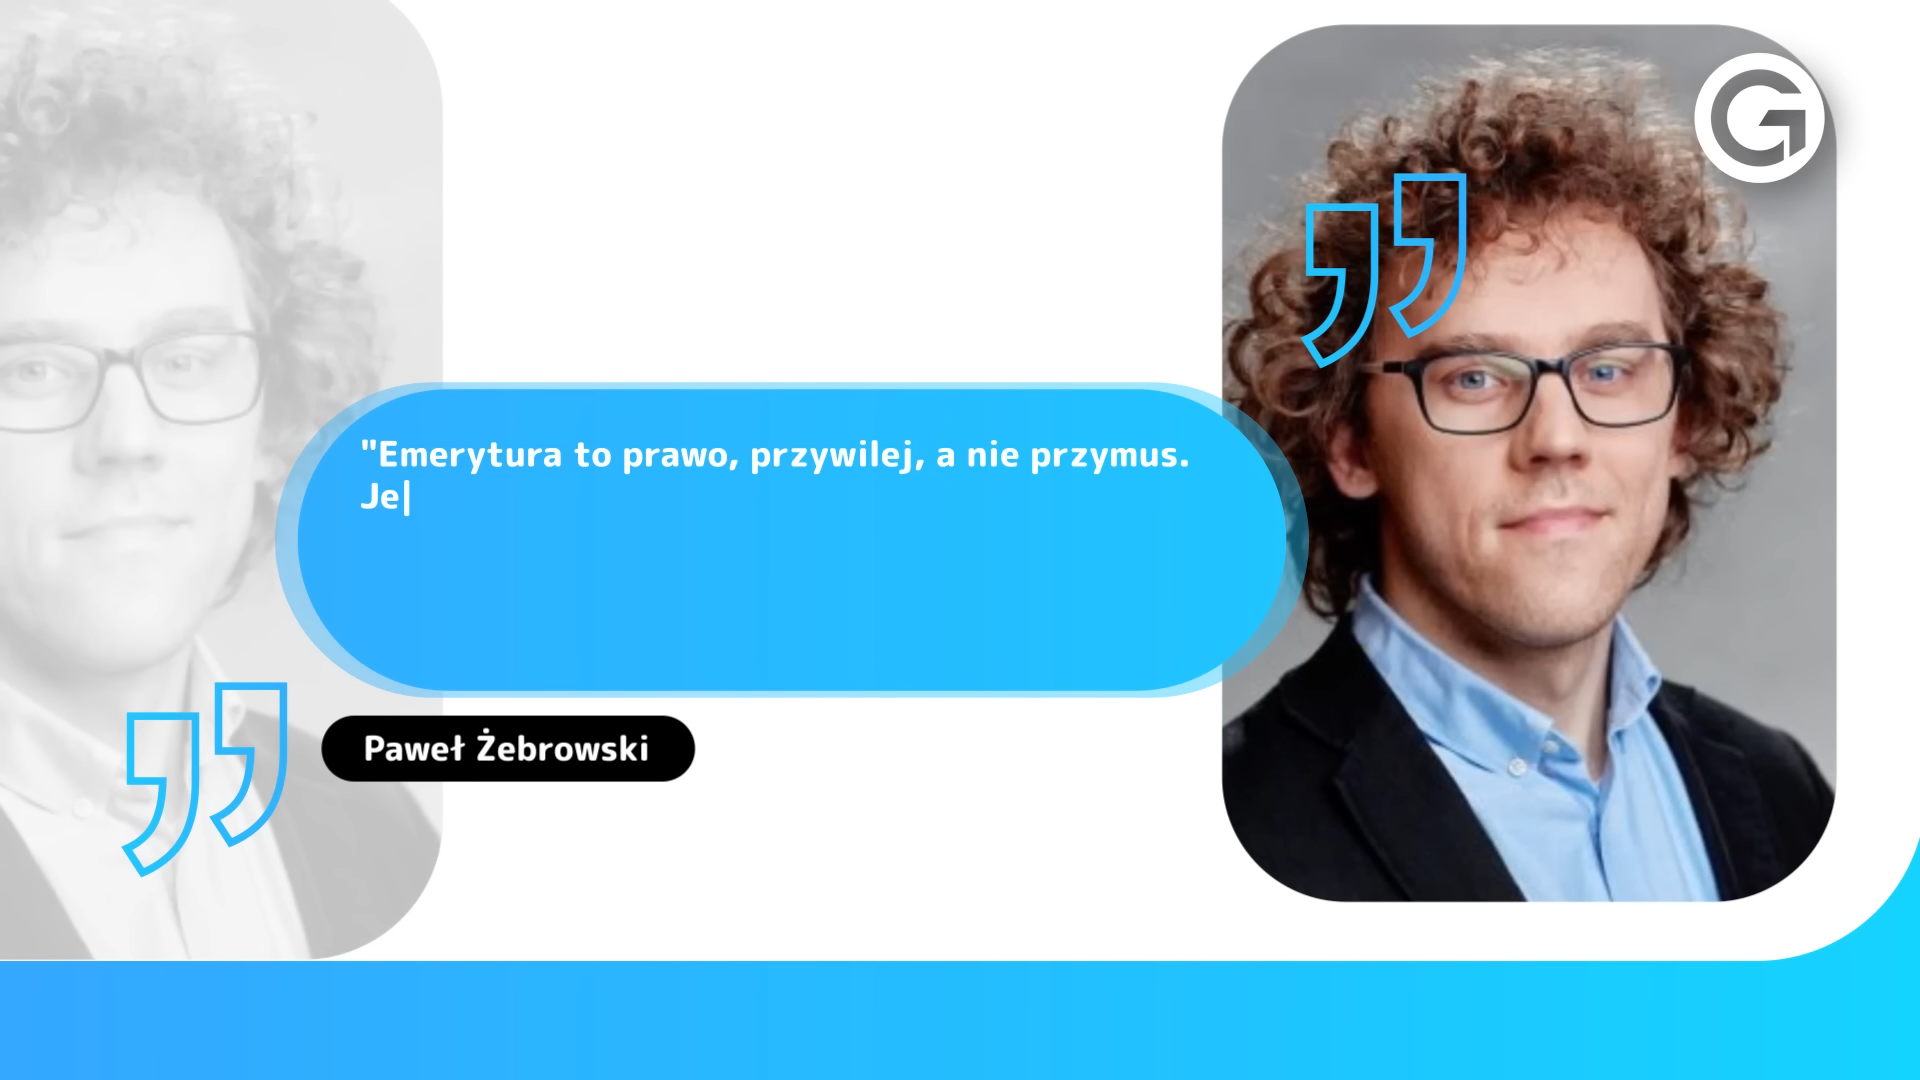 "Emerytura to prawo, przywilej, a nie przymus.
Je|
Paweł Żebrowski